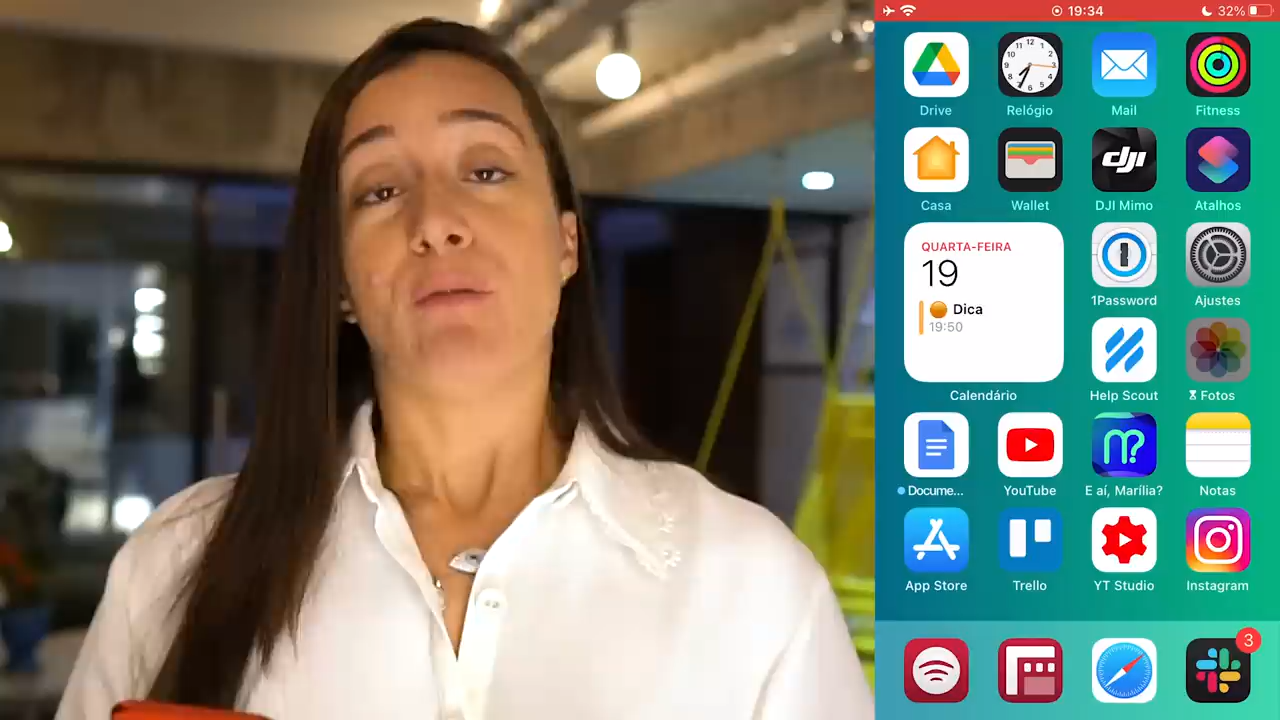 19:34
32%
Drive
Relógio
Mail
Fitness
Casa
Wallet
dji
DJI Mimo
Atalhos
QUARTA-FEIRA
19
Dica
19:50
Calendário
1Password
Ajustes
Help Scout
Fotos
Docume...
YouTube
m?
E aí, Marília?
Notas
App Store
Trello
YT Studio
Instagram
3